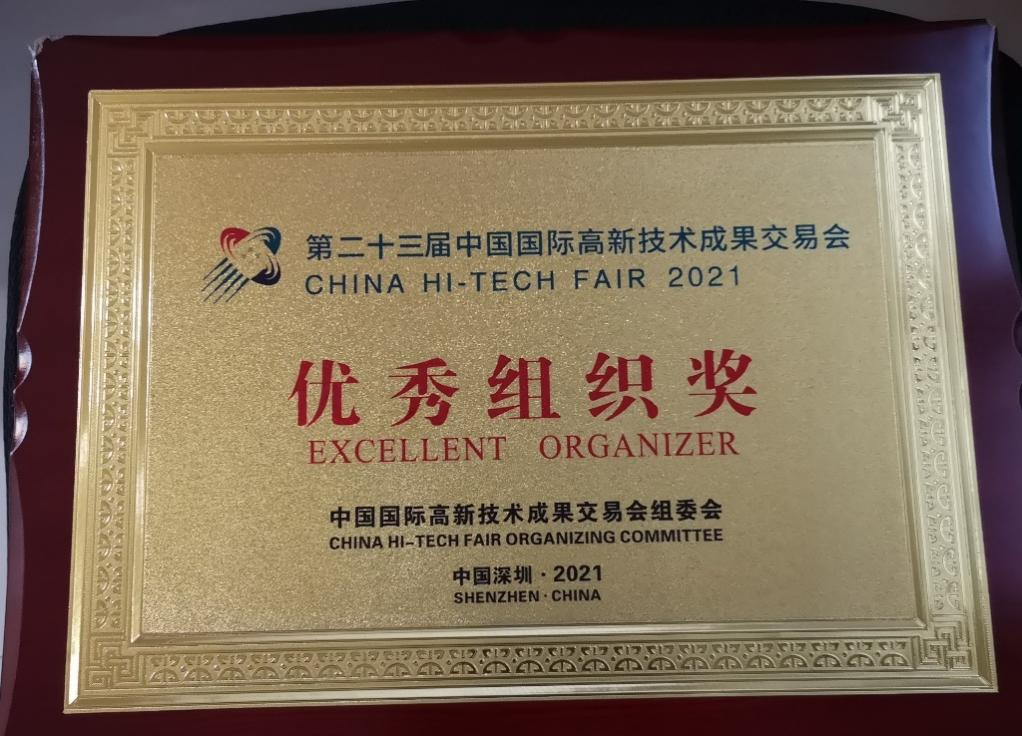 第二十三届中国国际高新技术成果交易会
CHINA HI-TECH FAIR 2021
优秀组织奖
EXCELLENT ORGANIZER
中国国际高新技术成果交易会组委会
CHINA HI-TECH FAIR ORGANIZING COMMITTEE
中国深圳·2021
SHENZHEN·CHINA